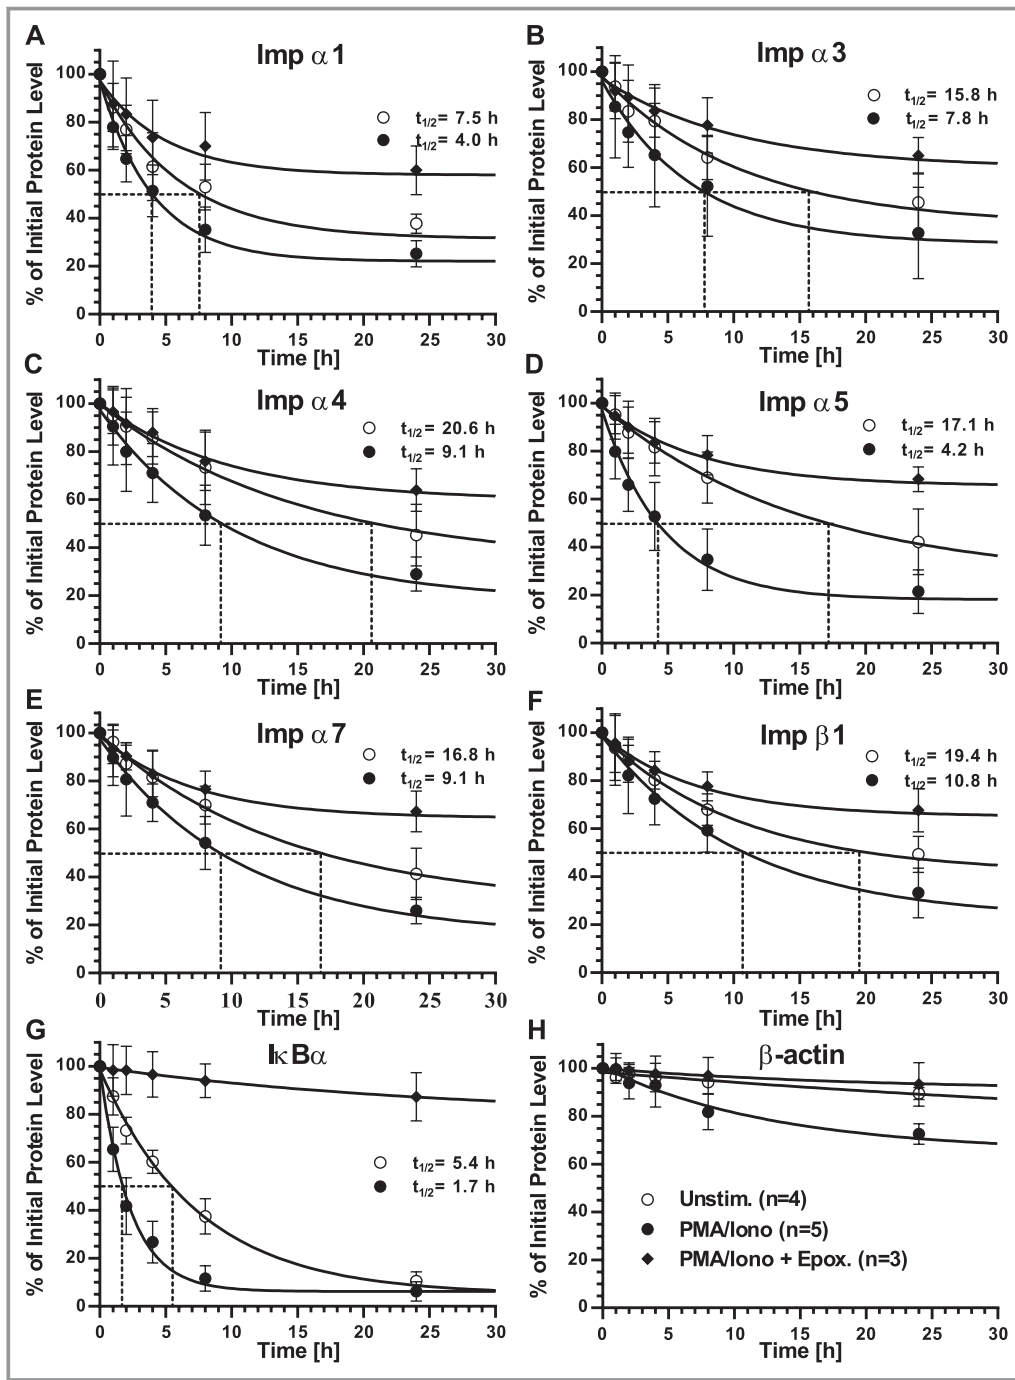 A
Imp α1
% of Initial Protein Level
100
80
60
40
20
0
t1/2= 7.5 h
t1/2= 4.0 h
0 5 10 15 20 25 30
Time [h]
B
Imp α3
% of Initial Protein Level
100
80
60
40
20
0
t1/2= 15.8 h
t1/2= 7.8 h
0 5 10 15 20 25 30
Time [h]
C
Imp α4
% of Initial Protein Level
100
80
60
40
20
0
t1/2= 20.6 h
t1/2= 9.1 h
0 5 10 15 20 25 30
Time [h]
D
Imp α5
% of Initial Protein Level
100
80
60
40
20
0
t1/2= 17.1 h
t1/2= 4.2 h
0 5 10 15 20 25 30
Time [h]
E
Imp α7
% of Initial Protein Level
100
80
60
40
20
0
t1/2= 16.8 h
t1/2= 9.1 h
0 5 10 15 20 25 30
Time [h]
F
Imp β1
% of Initial Protein Level
100
80
60
40
20
0
t1/2= 19.4 h
t1/2= 10.8 h
0 5 10 15 20 25 30
Time [h]
G
IκBα
% of Initial Protein Level
100
80
60
40
20
0
t1/2= 5.4 h
t1/2= 1.7 h
0 5 10 15 20 25 30
Time [h]
H
β-actin
% of Initial Protein Level
100
80
60
40
20
0
Unstim. (n=4)
PMA/Iono (n=5)
PMA/Iono + Epox. (n=3)
0 5 10 15 20 25 30
Time [h]